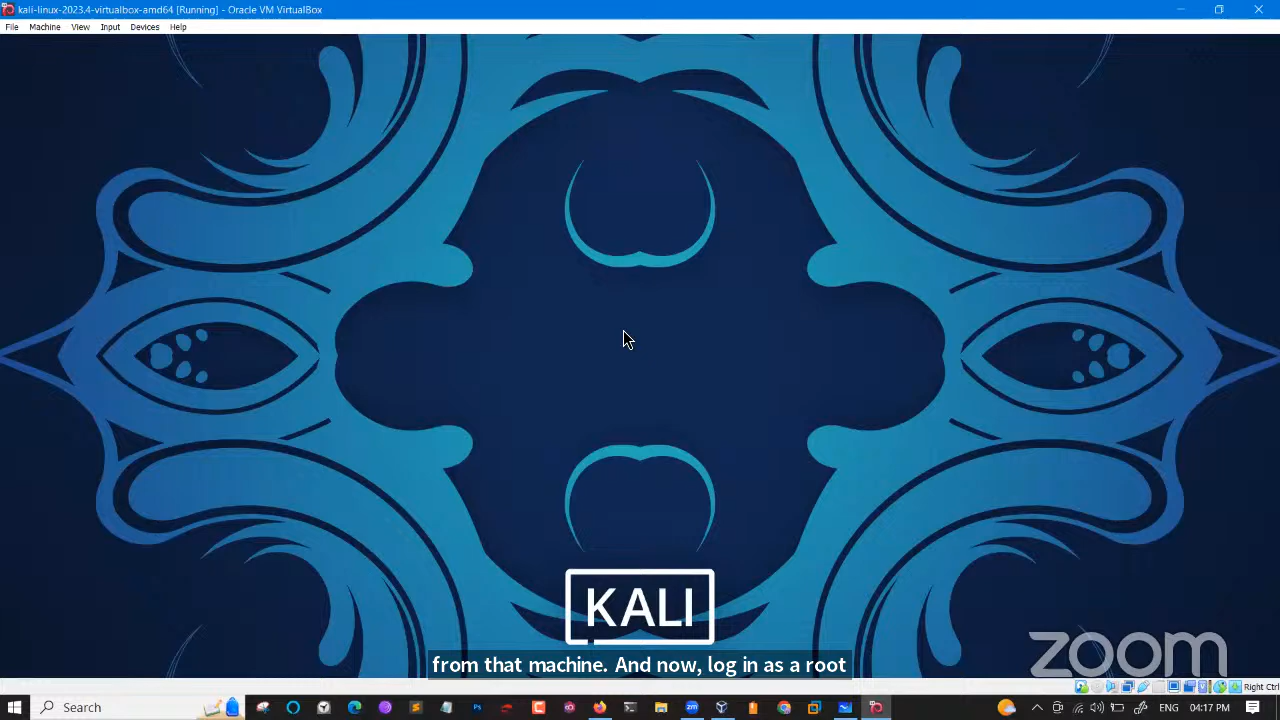 kali-linux-2023.4-virtualbox-amd64 [Running] - Oracle VM VirtualBox
File Machine View Input Devices Help
KALI
from that machine. And now, log in as a root
zoom
Right Ctrl
Search
ENG 04:17 PM